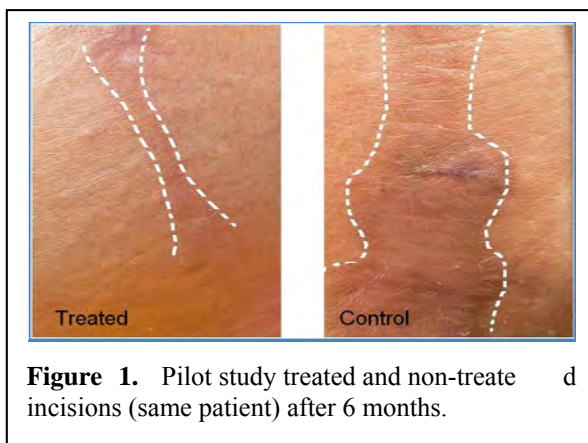 Treated
Control
Figure 1. Pilot study treated and non-treate d
incisions (same patient) after 6 months.